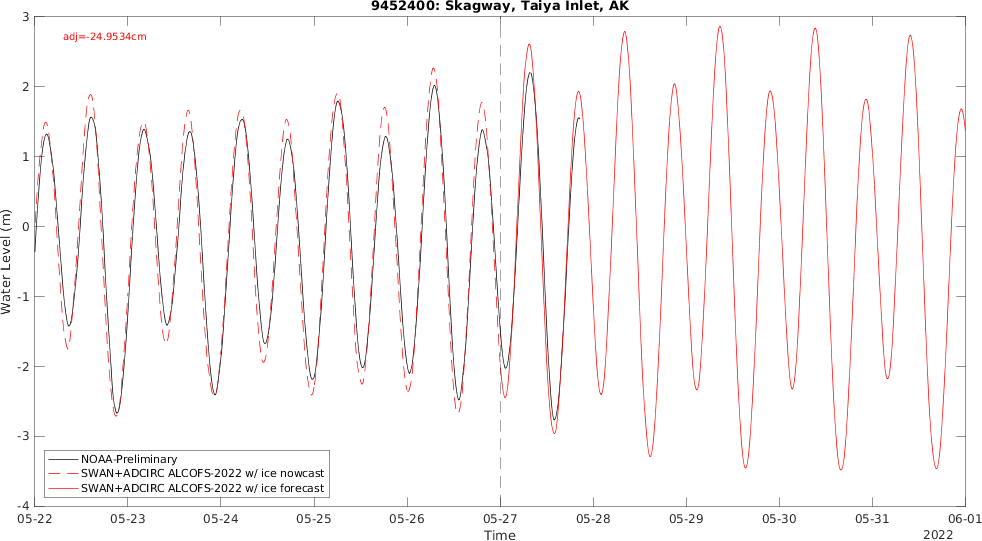 9452400: Skagway, Taiya Inlet, AK
adj=-24.9534cm
3
2
1
0
-1
-2
-3
-4
Water Level (m)
NOAA-Preliminary
SWAN+ADCIRC ALCOFS-2022 w/ ice nowcast
SWAN+ADCIRC ALCOFS-2022 w/ ice forecast
05-22 05-23 05-24 05-25 05-26 05-27 05-28 05-29 05-30 05-31 06-01
Time
2022